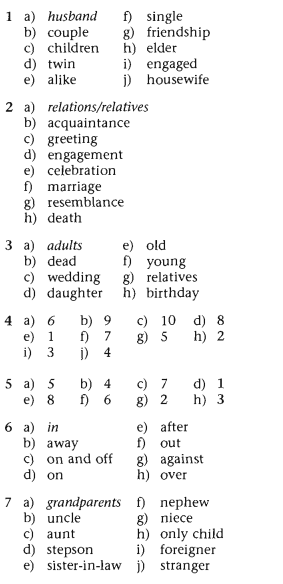 1 a) husband f) single
b) couple g) friendship
c) children h) elder
d) twin i) engaged
e) alike j) housewife
2 a) relations/relatives
b) acquaintance
c) greeting
d) engagement
e) celebration
f) marriage
g) resemblance
h) death
3 a) adults e) old
b) dead f) young
c) wedding g) relatives
d) daughter h) birthday
4 a) 6 b) 9 c) 10 d) 8
e) 1 f) 7 g) 5 h) 2
i) 3 j) 4
5 a) 5 b) 4 c) 7 d) 1
e) 8 f) 6 g) 2 h) 3
6 a) in e) after
b) away f) out
c) on and off g) against
d) on h) over
7 a) grandparents f) nephew
b) uncle g) niece
c) aunt h) only child
d) stepson i) foreigner
e) sister-in-law j) stranger